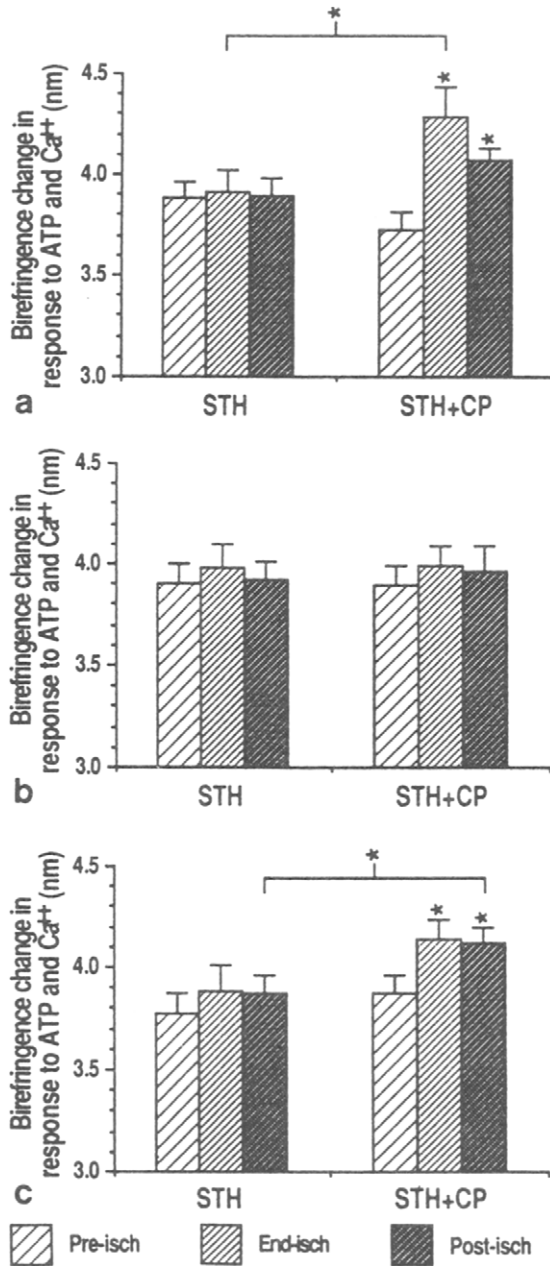 *
Birefringence change in
response to ATP and Ca++ (nm)
4.5
4.0
3.5
3.0
*
*
a
STH
STH+CP
Birefringence change in
response to ATP and Ca++ (nm)
4.5
4.0
3.5
3.0
b
STH
STH+CP
*
Birefringence change in
response to ATP and Ca++ (nm)
4.5
4.0
3.5
3.0
*
*
c
STH
STH+CP
Pre-isch
End-isch
Post-isch